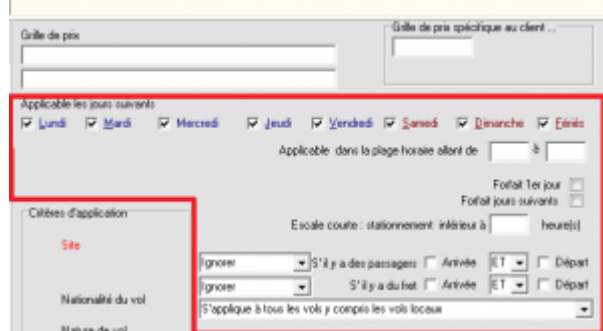 Grille de prix
Grille de prix spécifique au client ...
Applicable les jours suivants
Lundi Mardi Mercredi Jeudi Vendredi Samedi Dimanche Fériés
Applicable dans la plage horaire allant de à
Forfait 1er jour
Forfait jours suivants
Critères d'application
Escale courte : stationnement inférieur à heure(s)
Site
Ignorer S'il y a des passagers Arrivée ET Départ
Ignorer S'il y a du fret Arrivée ET Départ
Nationalité du vol
S'applique à tous les vols y compris les vols locaux
Nature de vol